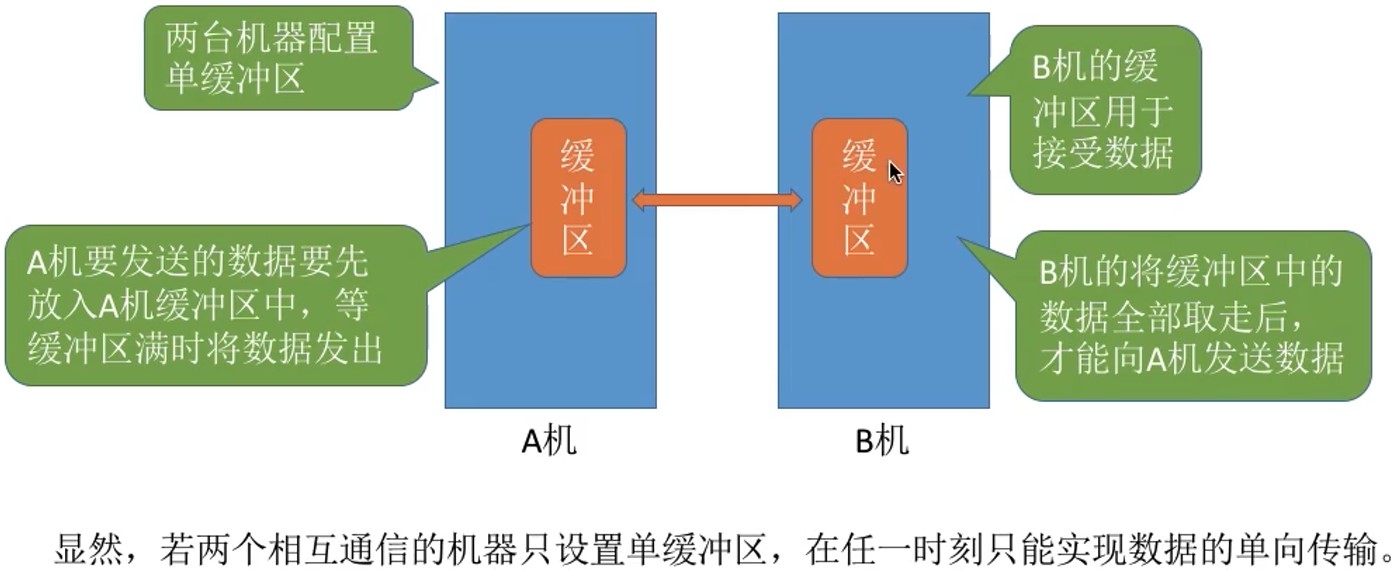 两台机器配置
单缓冲区
B机的缓
冲区用于
接受数据
缓
冲
区
缓
冲
区
A机要发送的数据要先
放入A机缓冲区中，等
缓冲区满时将数据发出
B机的将缓冲区中的
数据全部取走后，
才能向A机发送数据
A机
B机
显然，若两个相互通信的机器只设置单缓冲区，在任一时刻只能实现数据的单向传输。